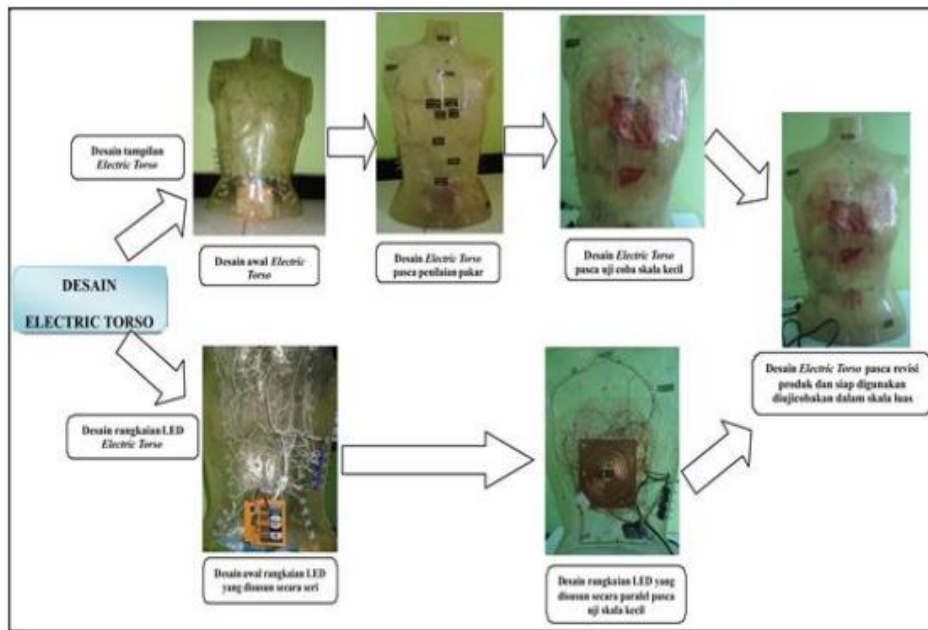 Desain tampilan
Electric Torso
Desain awal Electric
Torso
Desain Electric Torso
pasca penilaian pakar
Desain Electric Torso
pasca uji coba skala kecil
DESAIN
ELECTRIC TORSO
Desain rangkaian LED
Electric Torso
Desain awal rangkaian LED
yang disusun secara seri
Desain rangkaian LED yang
disusun secara paralel pasca
uji skala kecil
Desain Electric Torso pasca revisi
produk dan siap digunakan
diujicobakan dalam skala luas